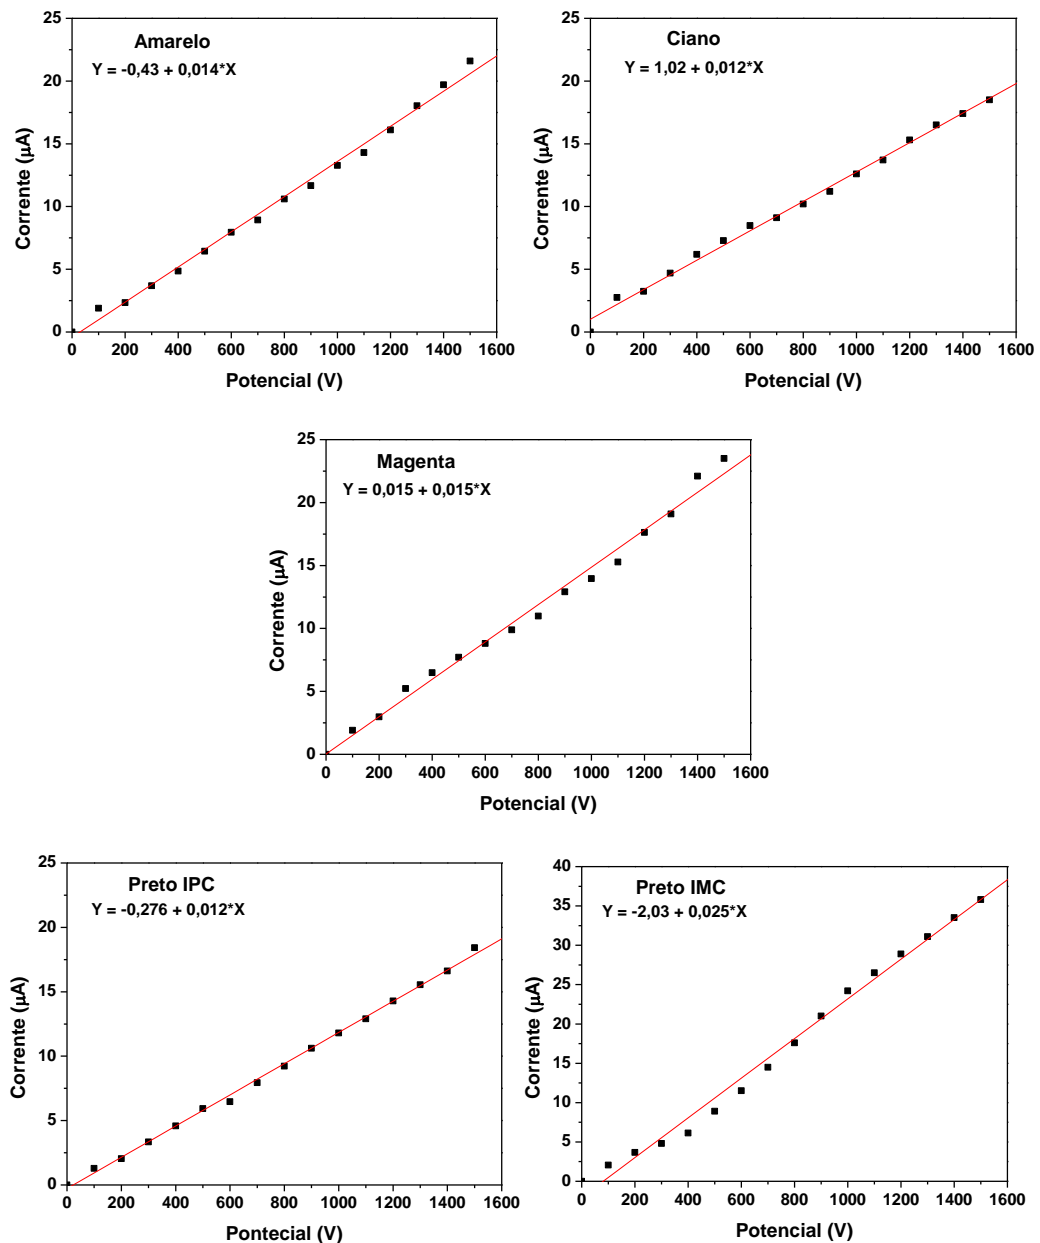 Amarelo
Y = -0,43 + 0,014*X
25
20
15
10
5
0
0 200 400 600 800 1000 1200 1400 1600
Corrente (μA)
Potencial (V)
Ciano
Y = 1,02 + 0,012*X
25
20
15
10
5
0
0 200 400 600 800 1000 1200 1400 1600
Corrente (μA)
Potencial (V)
Magenta
Y = 0,015 + 0,015*X
25
20
15
10
5
0
0 200 400 600 800 1000 1200 1400 1600
Corrente (μA)
Potencial (V)
Preto IPC
Y = -0,276 + 0,012*X
25
20
15
10
5
0
0 200 400 600 800 1000 1200 1400 1600
Corrente (μA)
Pontecial (V)
Preto IMC
Y = -2,03 + 0,025*X
40
35
30
25
20
15
10
5
0
0 200 400 600 800 1000 1200 1400 1600
Corrente (μA)
Potencial (V)